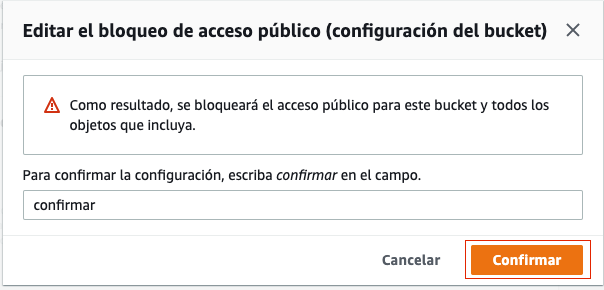 Editar el bloqueo de acceso público (configuración del bucket)
Como resultado, se bloqueará el acceso público para este bucket y todos los
objetos que incluya.
Para confirmar la configuración, escriba confirmar en el campo.
confirmar
Cancelar
Confirmar